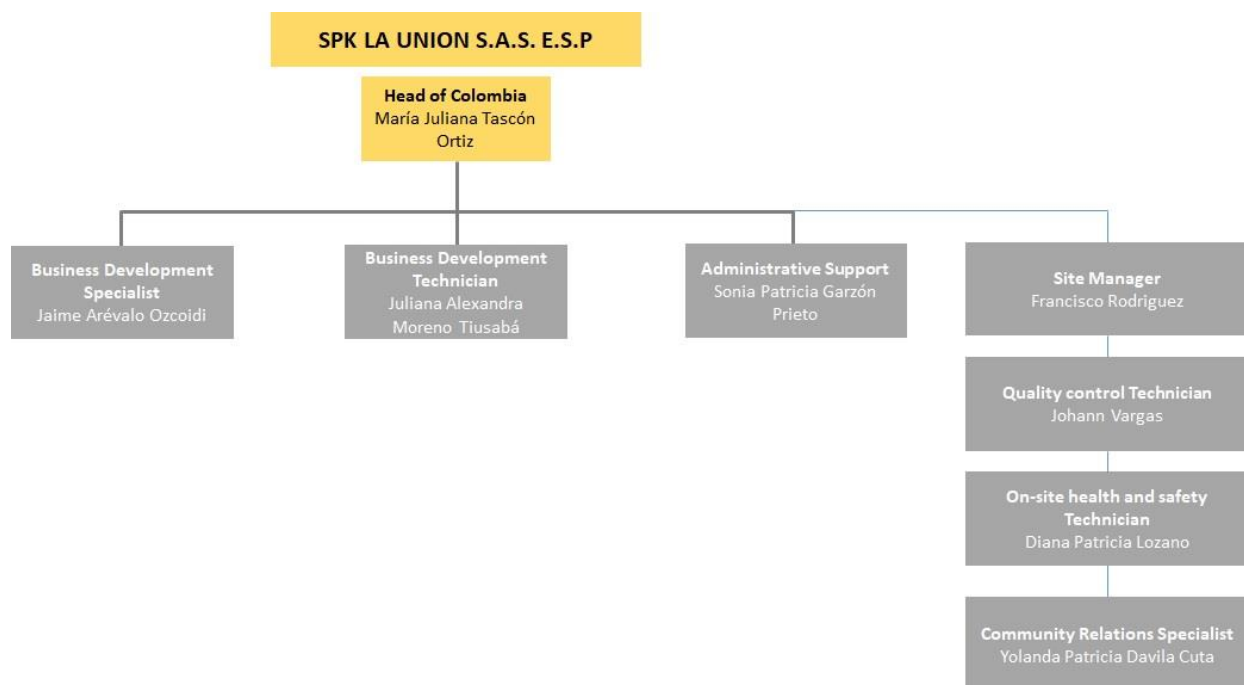 SPK LA UNION S.A.S. E.S.P
Head of Colombia
María Juliana Tascón
Ortiz
Business Development
Specialist
Jaime Arévalo Ozcoidi
Business Development
Technician
Juliana Alexandra
Moreno Tiusabá
Administrative Support
Sonia Patricia Garzón
Prieto
Site Manager
Francisco Rodriguez
Quality control Technician
Johann Vargas
On-site health and safety
Technician
Diana Patricia Lozano
Community Relations Specialist
Yolanda Patricia Davila Cuta